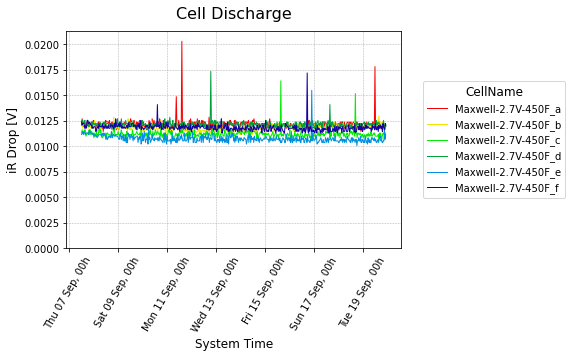 Cell Discharge
0.0200
0.0175
0.0150
0.0125
0.0100
0.0075
0.0050
0.0025
0.0000
iR Drop [V]
Thu 07 Sep, 00h
Sat 09 Sep, 00h
Mon 11 Sep, 00h
Wed 13 Sep, 00h
Fri 15 Sep, 00h
Sun 17 Sep, 00h
Tue 19 Sep, 00h
System Time
CellName
Maxwell-2.7V-450F_a
Maxwell-2.7V-450F_b
Maxwell-2.7V-450F_c
Maxwell-2.7V-450F_d
Maxwell-2.7V-450F_e
Maxwell-2.7V-450F_f